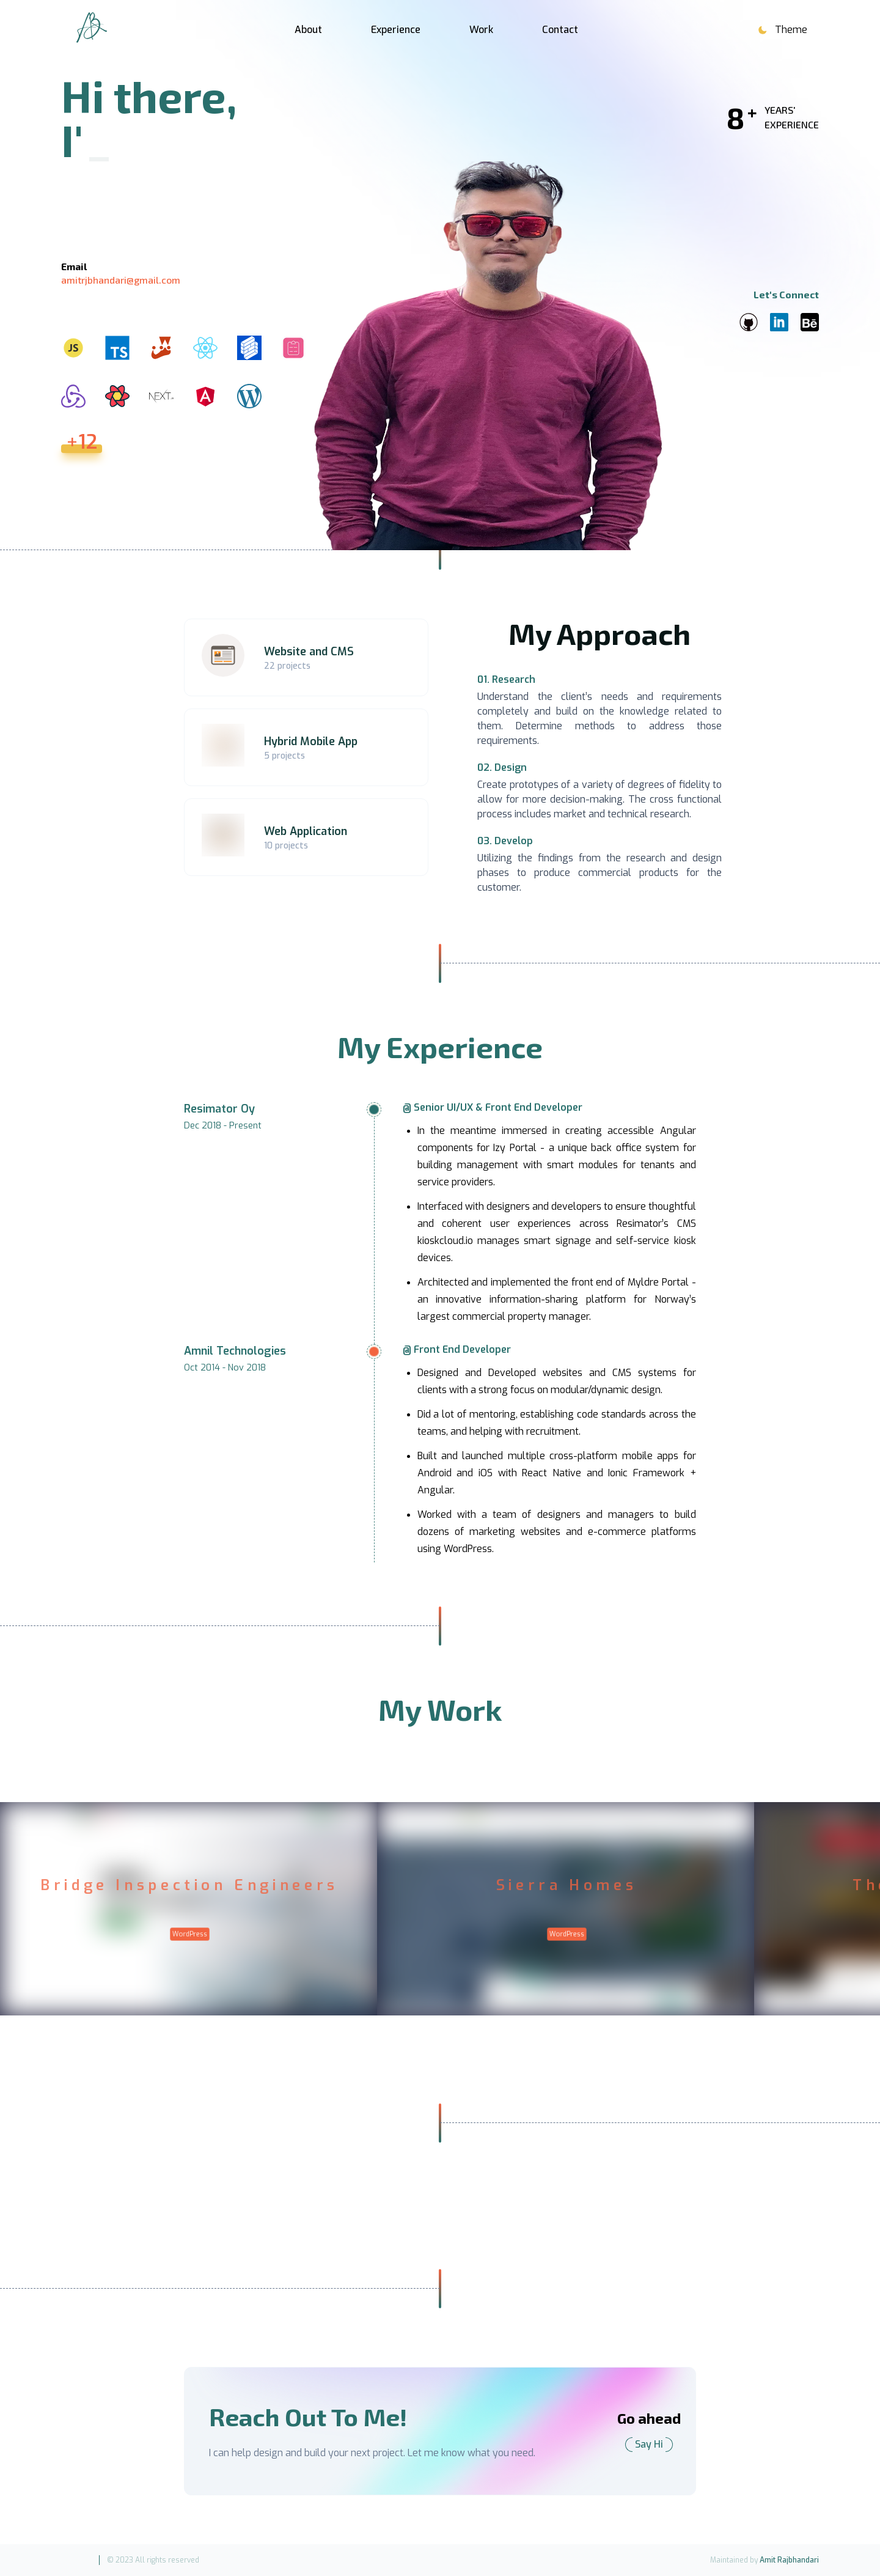 About
Experience
Work
Contact
Theme
Hi there,
I'_
8+
YEARS'
EXPERIENCE
Email
amitrjbhandari@gmail.com
Let's Connect
in
Bē
JS
TS
NEXT
A
W
+12
Website and CMS
22 projects
Hybrid Mobile App
5 projects
Web Application
10 projects
My Approach
01. Research
Understand the client's needs and requirements
completely and build on the knowledge related to
them. Determine methods to address those
requirements.
02. Design
Create prototypes of a variety of degrees of fidelity to
allow for more decision-making. The cross functional
process includes market and technical research.
03. Develop
Utilizing the findings from the research and design
phases to produce commercial products for the
customer.
My Experience
Resimator Oy
Dec 2018 - Present
@ Senior UI/UX & Front End Developer
• In the meantime immersed in creating accessible Angular
components for Izy Portal - a unique back office system for
building management with smart modules for tenants and
service providers.
• Interfaced with designers and developers to ensure thoughtful
and coherent user experiences across Resimator's CMS
kioskcloud.io manages smart signage and self-service kiosk
devices.
• Architected and implemented the front end of Myldre Portal -
an innovative information-sharing platform for Norway's
largest commercial property manager.
Amnil Technologies
Oct 2014 - Nov 2018
@ Front End Developer
• Designed and Developed websites and CMS systems for
clients with a strong focus on modular/dynamic design.
• Did a lot of mentoring, establishing code standards across the
teams, and helping with recruitment.
• Built and launched multiple cross-platform mobile apps for
Android and iOS with React Native and Ionic Framework +
Angular.
• Worked with a team of designers and managers to build
dozens of marketing websites and e-commerce platforms
using WordPress.
My Work
Bridge Inspection Engineers
WordPress
Sierra Homes
WordPress
Th
Reach Out To Me!
I can help design and build your next project. Let me know what you need.
Go ahead
Say Hi
© 2023 All rights reserved
Maintained by Amit Rajbhandari